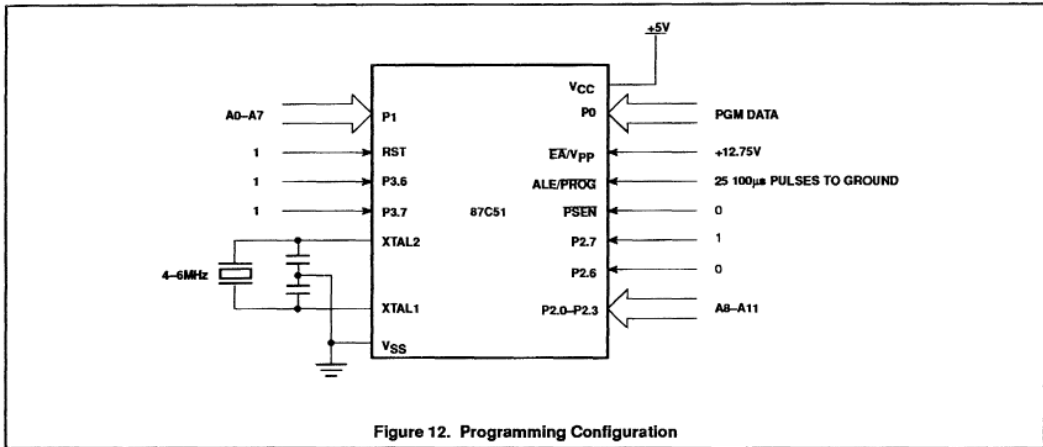 +5V
VCC
A0–A7
P1
P0
PGM DATA
1
RST
EA/VPP
+12.75V
1
P3.6
ALE/PROG
25 100µs PULSES TO GROUND
1
P3.7
87C51
PSEN
0
XTAL2
P2.7
1
4–6MHz
P2.6
0
XTAL1
P2.0–P2.3
A8–A11
VSS
Figure 12. Programming Configuration